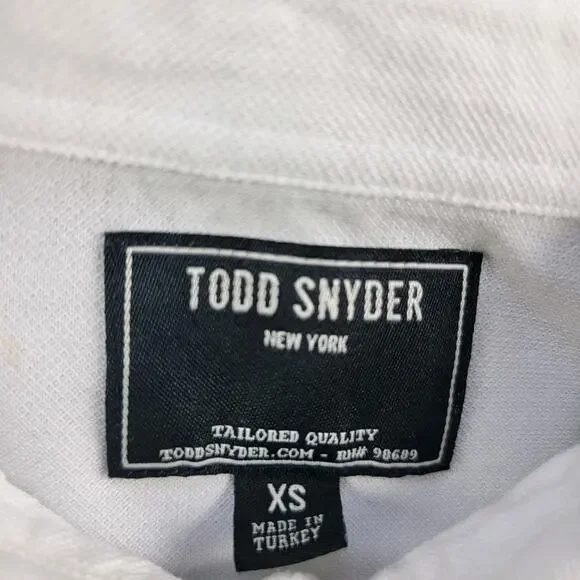 TODD SNYDER
NEW YORK
TAILORED QUALITY
TODDSNYDER.COM - RN# 98689
XS
MADE IN
TURKEY